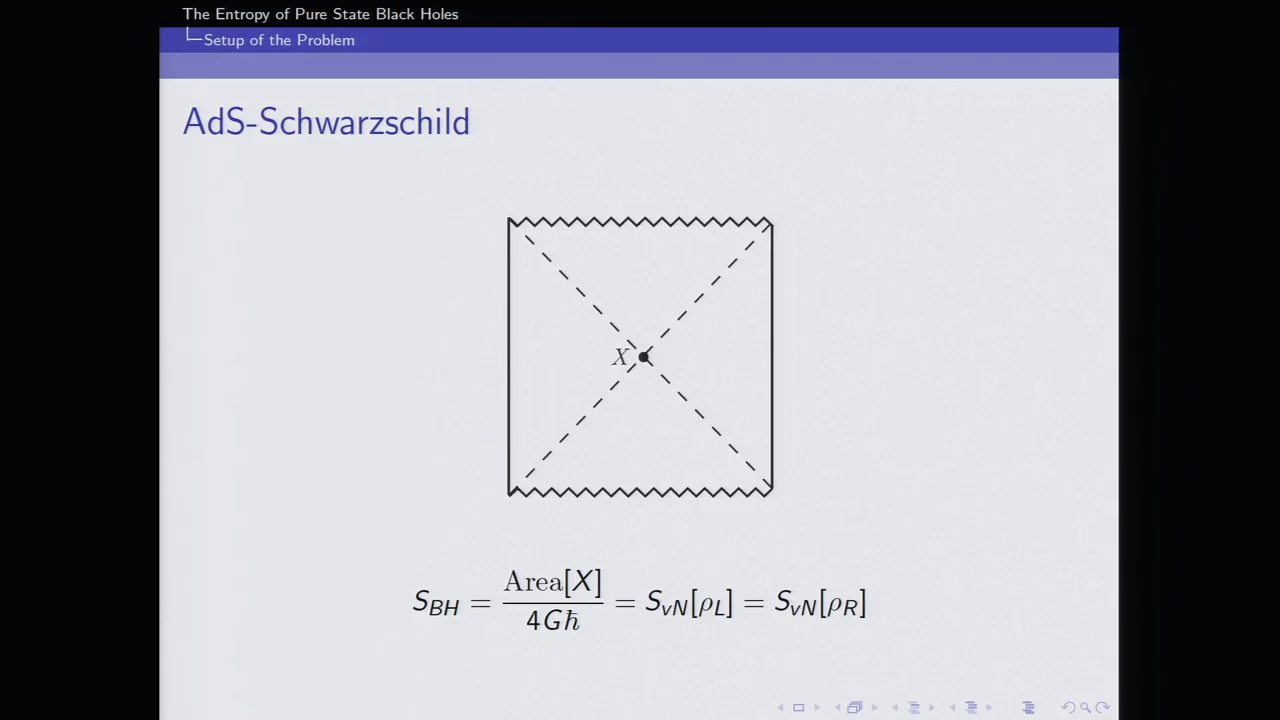 The Entropy of Pure State Black Holes
Setup of the Problem
AdS-Schwarzschild
X
S_{BH} = \frac{Area[X]}{4Għ} = S_{vN}[ρ_L] = S_{vN}[ρ_R]